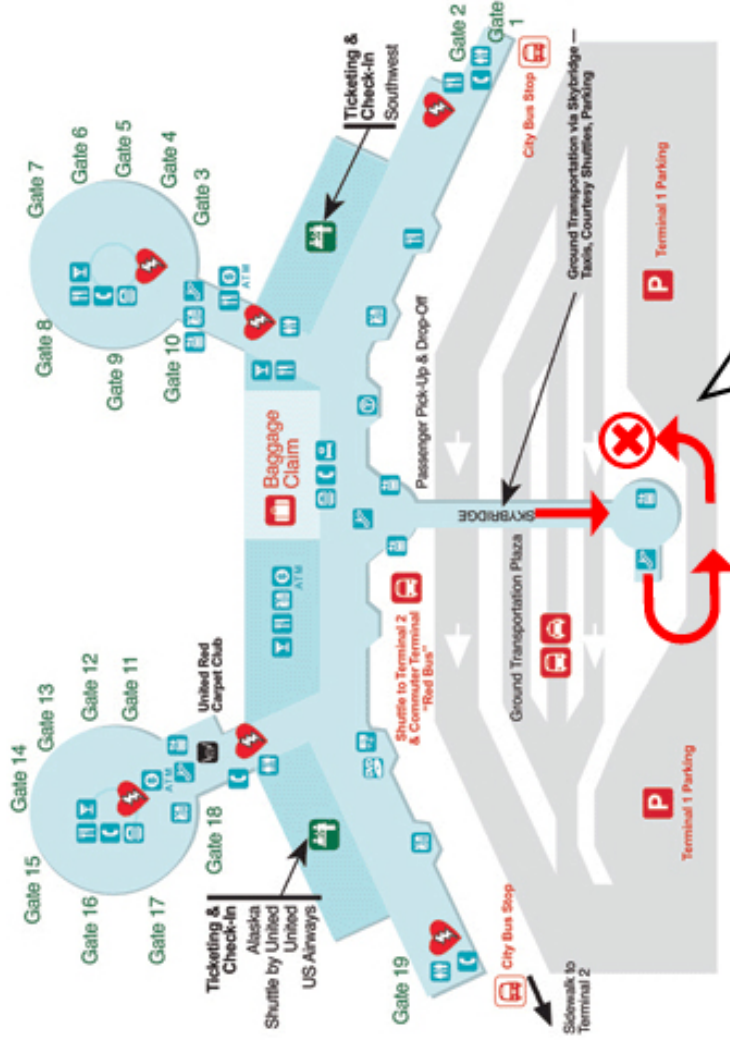 Gate 7
Gate 6
Gate 5
Gate 4
Gate 3
Gate 8
Gate 9
Gate 10
ATM
Ticketing &
Check-In
Southwest
Gate 2
Gate
1
City Bus Stop
Baggage
Claim
ATM
Gate 15
Gate 14
Gate 13
Gate 12
Gate 11
Gate 16
Gate 17
Gate 18
ATM
United Red
Carpet Club
Ticketing &
Check-In
Alaska
Shuttle by United
United
US Airways
Gate 19
City Bus Stop
Sidewalk to
Terminal 2
Shuttle to Terminal 2
& Commuter Terminal
"Red Bus"
Passenger Pick-Up & Drop-Off
SKYBRIDGE
Ground Transportation Plaza
Ground Transportation via Skybridge —
Taxis, Courtesy Shuttles, Parking
P
Terminal 1 Parking
P
Terminal 1 Parking